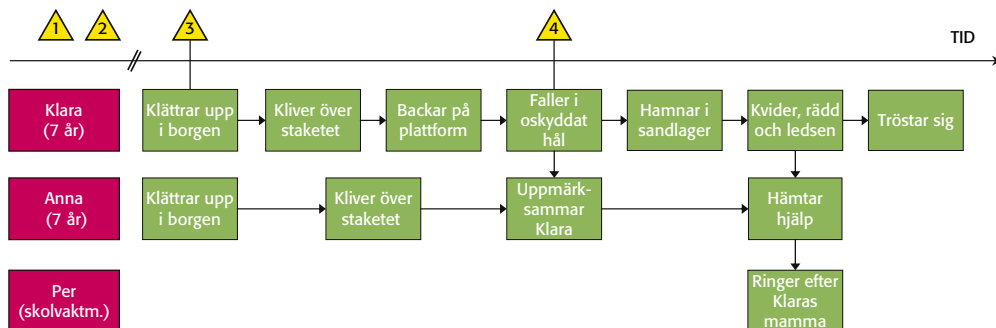 1
2
3
4
TID
Klara
(7 år)
Klättrar upp
i borgen
Kliver över
staketet
Backar på
plattform
Faller i
oskyddat
hål
Hamnar i
sandlager
Kvider, rädd
och ledsen
Tröstar sig
Anna
(7 år)
Klättrar upp
i borgen
Kliver över
staketet
Uppmärk-
sammar
Klara
Hämtar
hjälp
Per
(skolvaktm.)
Ringer efter
Klaras
mamma